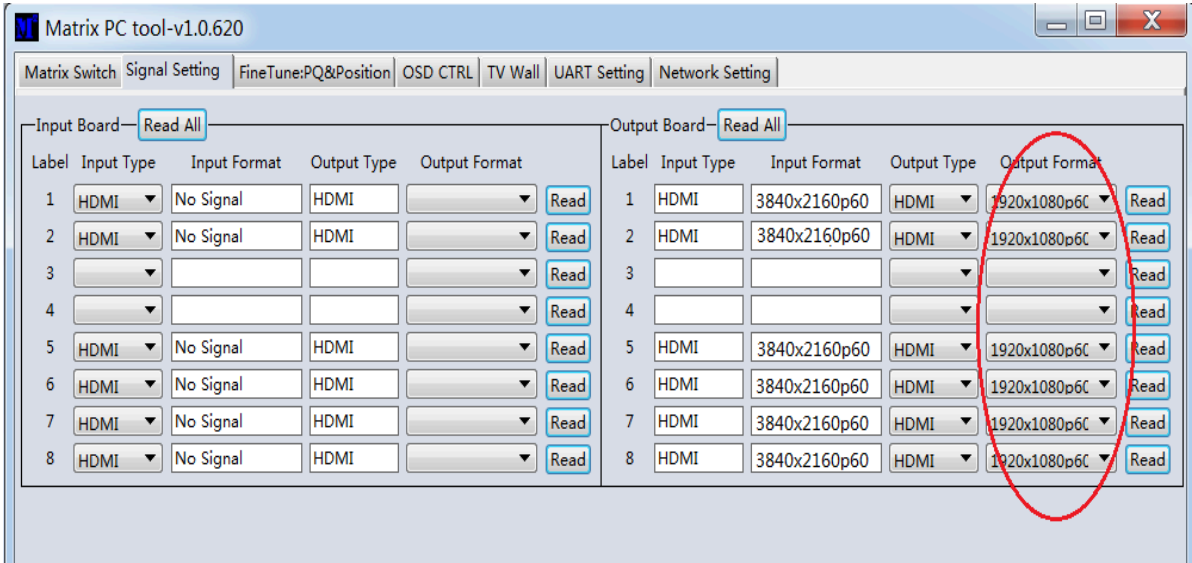 Matrix PC tool-v1.0.620
Matrix Switch Signal Setting FineTune:PQ&Position OSD CTRL TV Wall UART Setting Network Setting
Input Board Read All Output Board Read All
Label Input Type Input Format Output Type Output Format Label Input Type Input Format Output Type Output Format
1 HDMI No Signal HDMI Read 1 HDMI 3840x2160p60 HDMI 1920x1080p60 Read
2 HDMI No Signal HDMI Read 2 HDMI 3840x2160p60 HDMI 1920x1080p60 Read
3 Read 3 Read
4 Read 4 Read
5 HDMI No Signal HDMI Read 5 HDMI 3840x2160p60 HDMI 1920x1080p60 Read
6 HDMI No Signal HDMI Read 6 HDMI 3840x2160p60 HDMI 1920x1080p60 Read
7 HDMI No Signal HDMI Read 7 HDMI 3840x2160p60 HDMI 1920x1080p60 Read
8 HDMI No Signal HDMI Read 8 HDMI 3840x2160p60 HDMI 1920x1080p60 Read